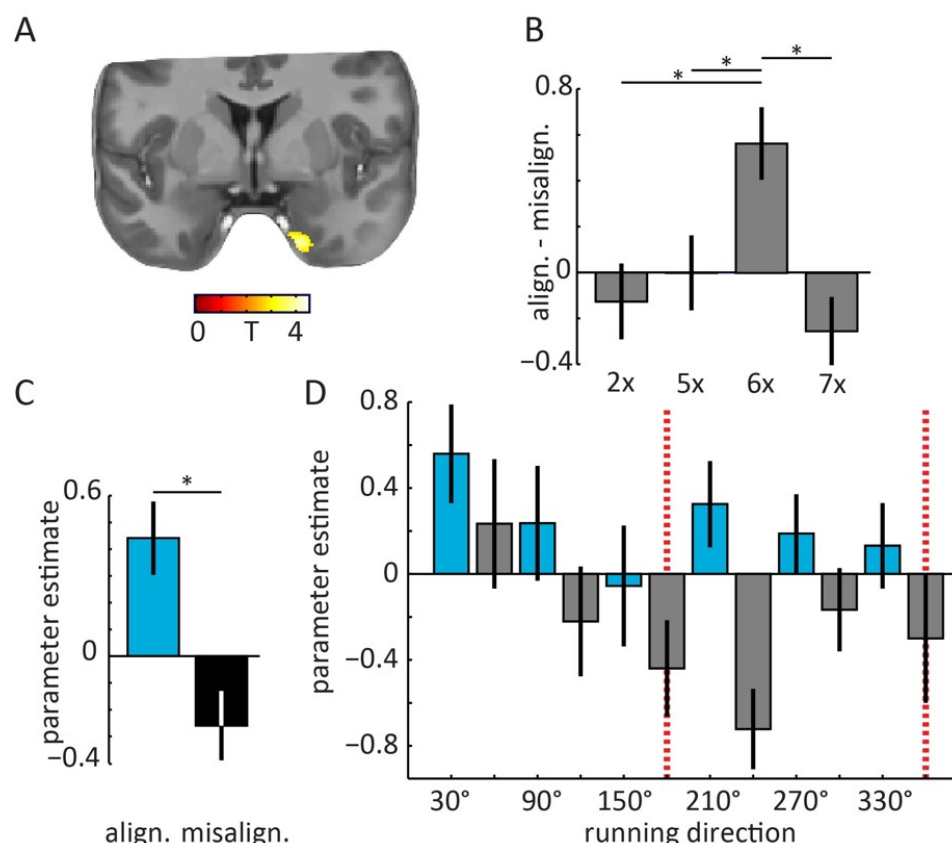 A
0 T 4
B
align. - misalign.
* * *
0.8
0
−0.4
2x 5x 6x 7x
C
parameter estimate
*
0.6
0
−0.4
align. misalign.
D
parameter estimate
0.8
0.4
0
−0.4
−0.8
30° 90° 150° 210° 270° 330°
running direction